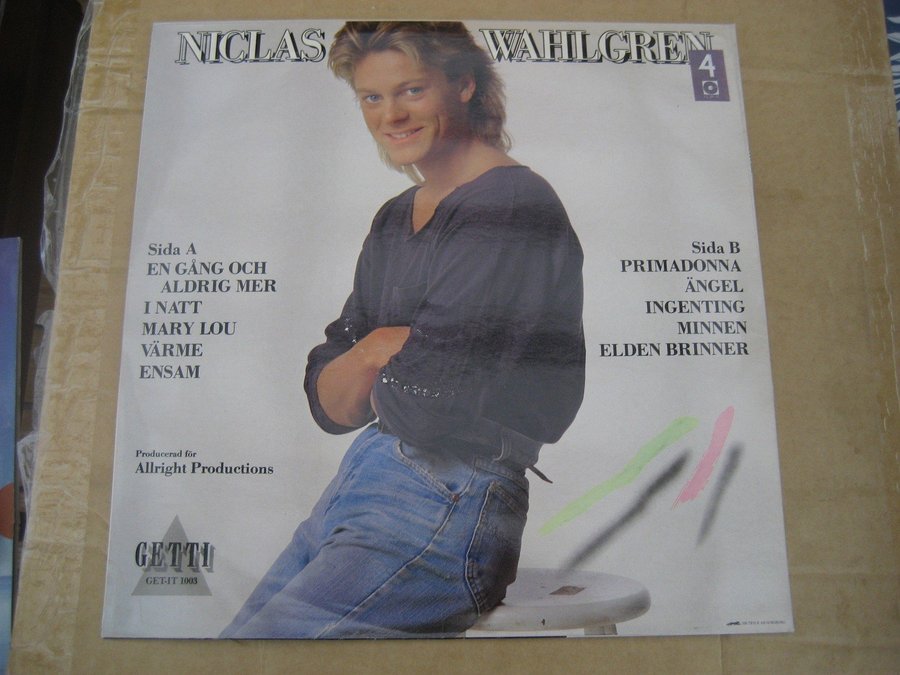 NICLAS WAHLGREN
4
Sida A
EN GÅNG OCH
ALDRIG MER
I NATT
MARY LOU
VÄRME
ENSAM
Sida B
PRIMADONNA
ÄNGEL
INGENTING
MINNEN
ELDEN BRINNER
Producerad för
Allright Productions
GETTI
GET-IT 1003